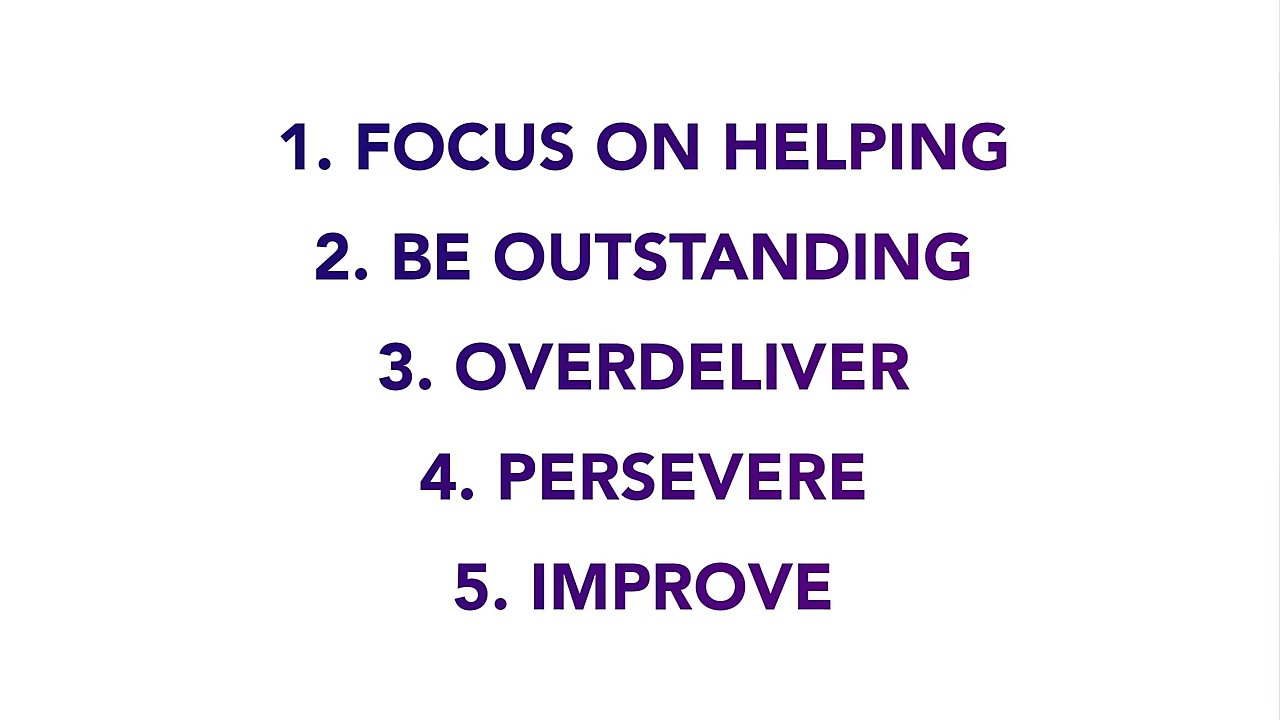 1. FOCUS ON HELPING
2. BE OUTSTANDING
3. OVERDELIVER
4. PERSEVERE
5. IMPROVE